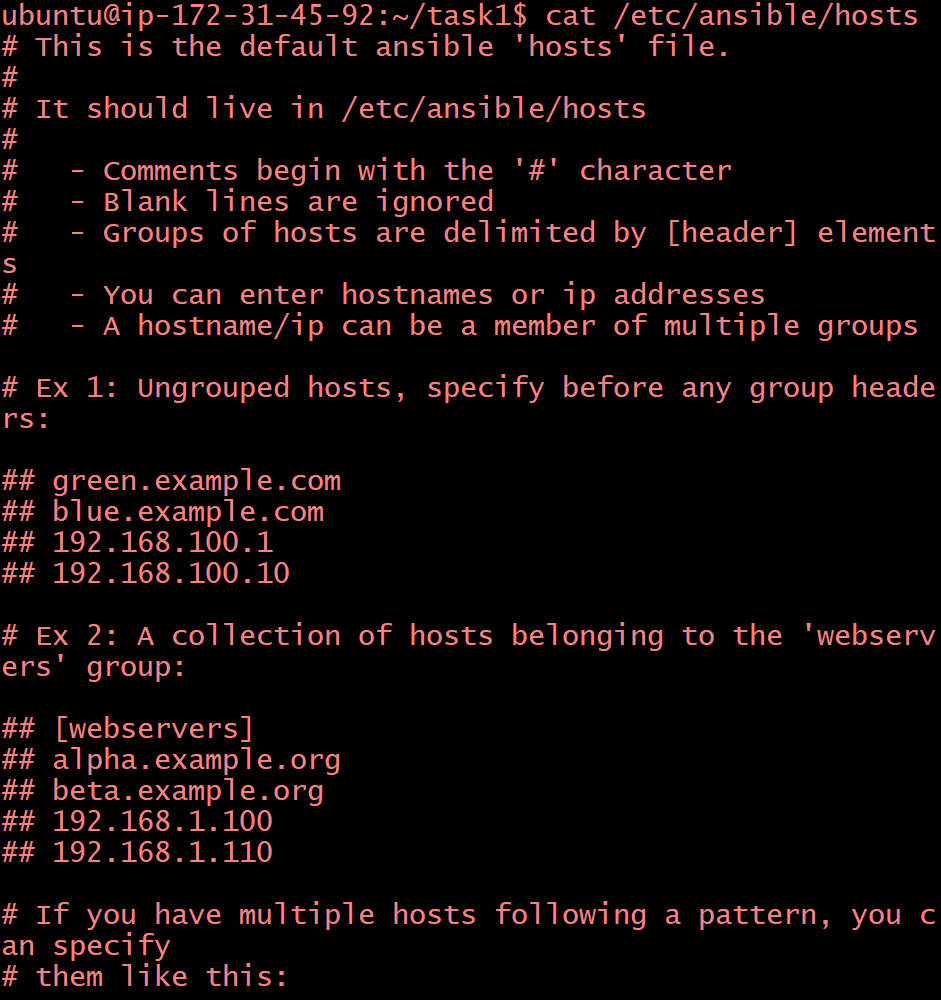 ubuntu@ip-172-31-45-92:~/task1$ cat /etc/ansible/hosts
# This is the default ansible 'hosts' file.
#
# It should live in /etc/ansible/hosts
#
#   - Comments begin with the '#' character
#   - Blank lines are ignored
#   - Groups of hosts are delimited by [header] element
s
#   - You can enter hostnames or ip addresses
#   - A hostname/ip can be a member of multiple groups

# Ex 1: Ungrouped hosts, specify before any group heade
rs:

## green.example.com
## blue.example.com
## 192.168.100.1
## 192.168.100.10

# Ex 2: A collection of hosts belonging to the 'webserv
ers' group:

## [webservers]
## alpha.example.org
## beta.example.org
## 192.168.1.100
## 192.168.1.110

# If you have multiple hosts following a pattern, you c
an specify
# them like this: